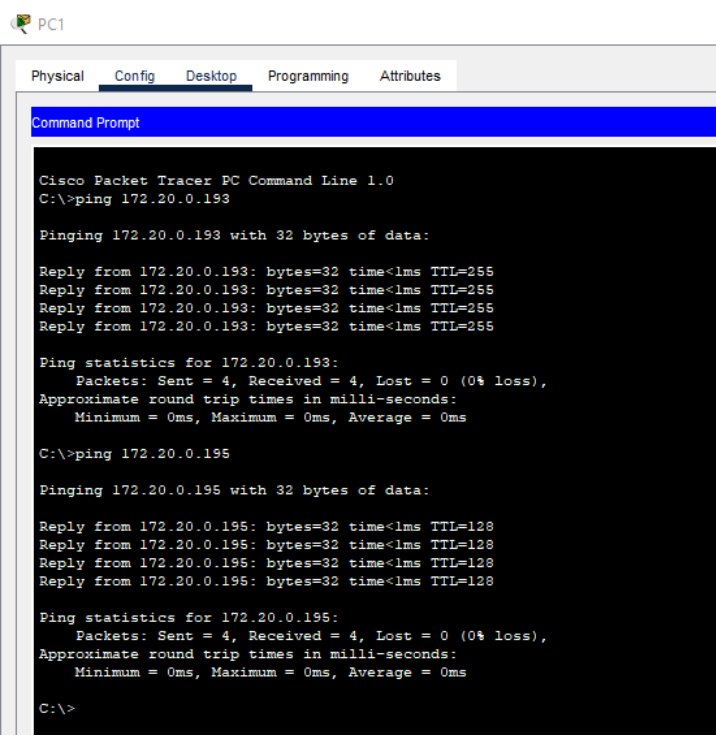 PC1
Physical Config Desktop Programming Attributes
Command Prompt
Cisco Packet Tracer PC Command Line 1.0
C:\>ping 172.20.0.193
Pinging 172.20.0.193 with 32 bytes of data:
Reply from 172.20.0.193: bytes=32 time<1ms TTL=255
Reply from 172.20.0.193: bytes=32 time<1ms TTL=255
Reply from 172.20.0.193: bytes=32 time<1ms TTL=255
Reply from 172.20.0.193: bytes=32 time<1ms TTL=255
Ping statistics for 172.20.0.193:
Packets: Sent = 4, Received = 4, Lost = 0 (0% loss),
Approximate round trip times in milli-seconds:
Minimum = 0ms, Maximum = 0ms, Average = 0ms
C:\>ping 172.20.0.195
Pinging 172.20.0.195 with 32 bytes of data:
Reply from 172.20.0.195: bytes=32 time<1ms TTL=128
Reply from 172.20.0.195: bytes=32 time<1ms TTL=128
Reply from 172.20.0.195: bytes=32 time<1ms TTL=128
Reply from 172.20.0.195: bytes=32 time<1ms TTL=128
Ping statistics for 172.20.0.195:
Packets: Sent = 4, Received = 4, Lost = 0 (0% loss),
Approximate round trip times in milli-seconds:
Minimum = 0ms, Maximum = 0ms, Average = 0ms
C:\>